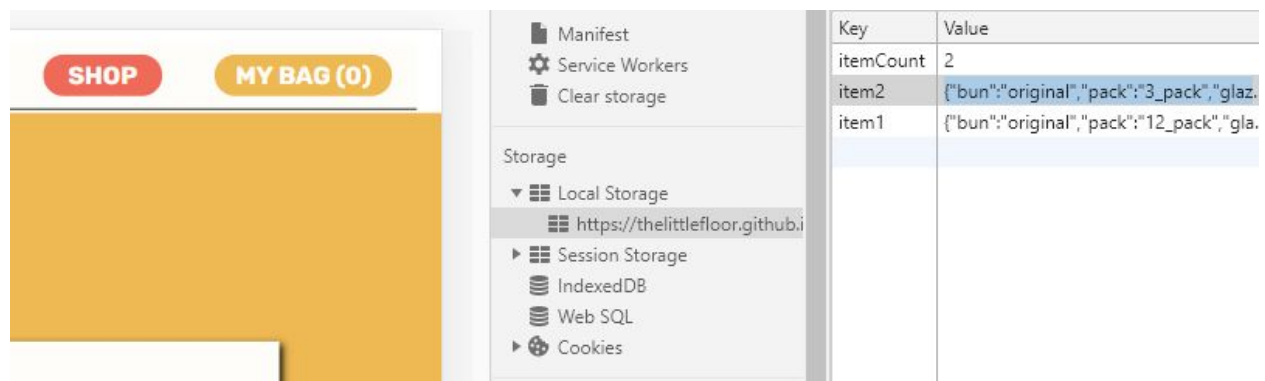 SHOP
MY BAG (0)
Manifest
Service Workers
Clear storage
Storage
Local Storage
https://thelittlefloor.github.i
Session Storage
IndexedDB
Web SQL
Cookies
Key Value
itemCount 2
item2 {"bun":"original","pack":"3_pack","glaz.
item1 {"bun":"original","pack":"12_pack","gla.